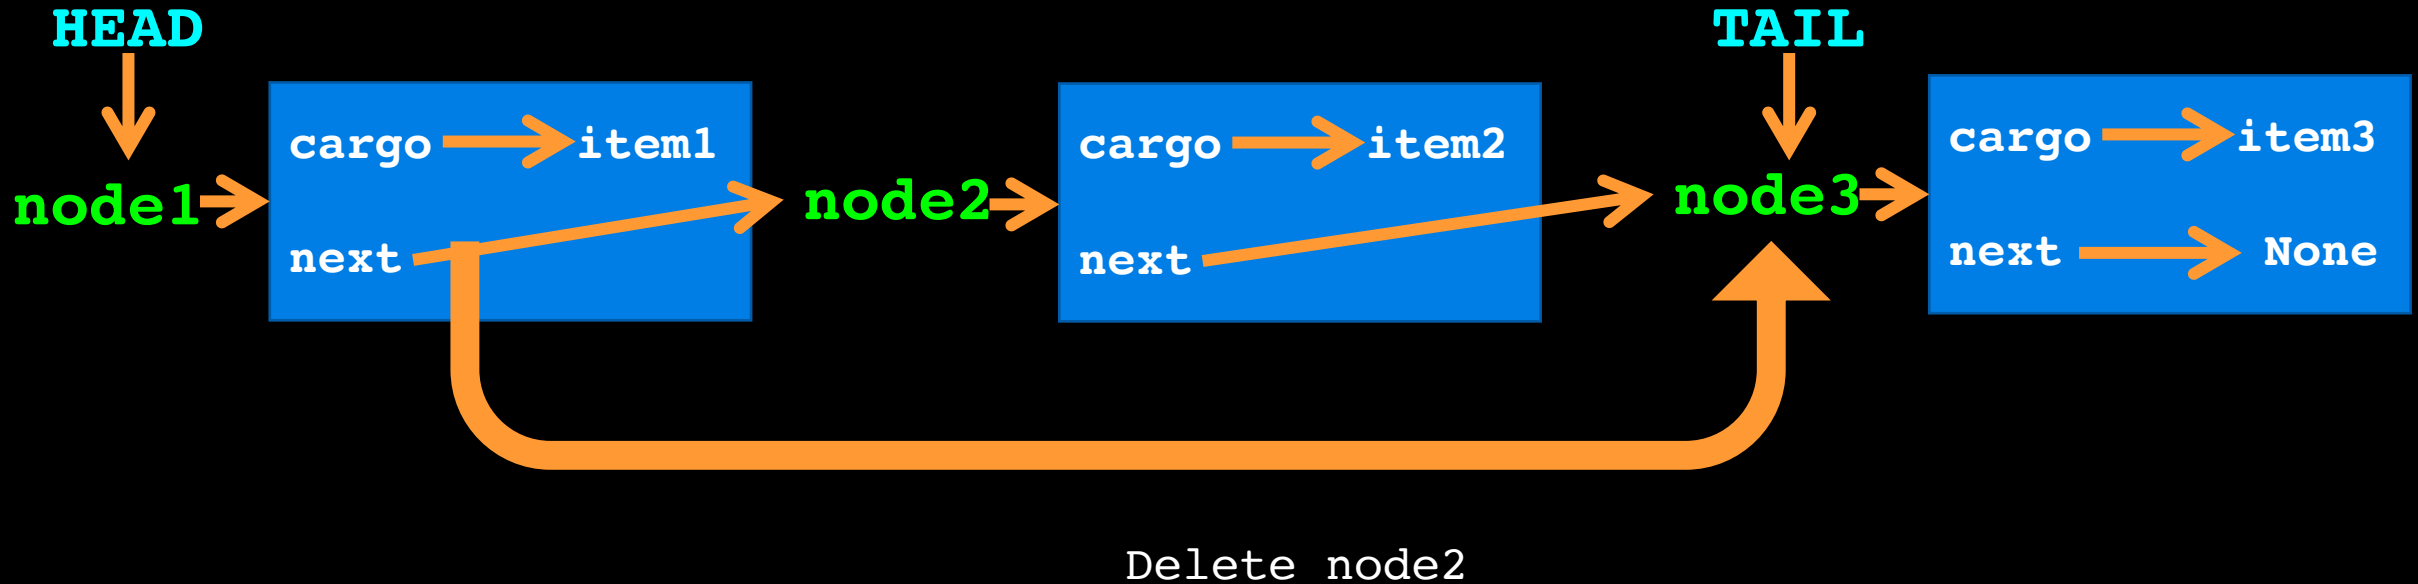 HEAD
TAIL
cargo item1
cargo item2
cargo item3
node1
node2
node3
next
next
next None
Delete node2